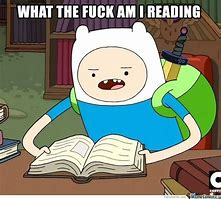 WHAT THE FUCK AM I READING